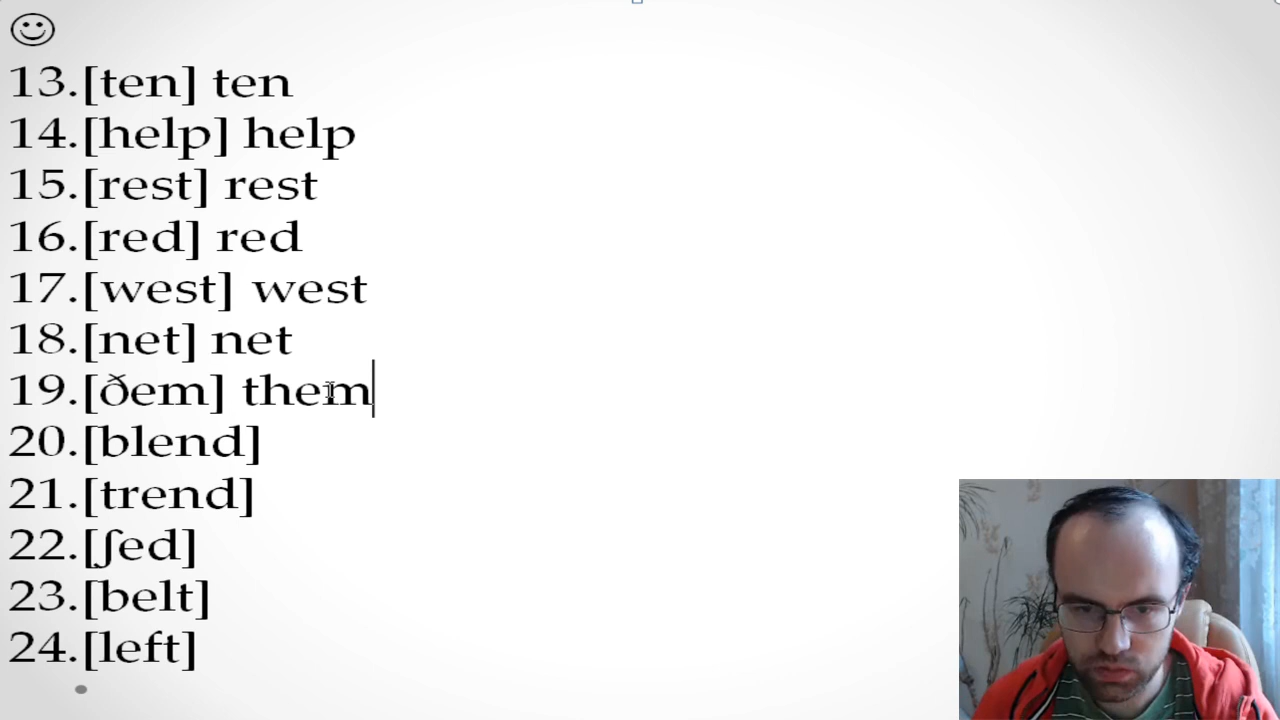 ☺
13.[ten] ten
14.[help] help
15.[rest] rest
16.[red] red
17.[west] west
18.[net] net
19.[ðem] them
20.[blend]
21.[trend]
22.[ʃed]
23.[belt]
24.[left]